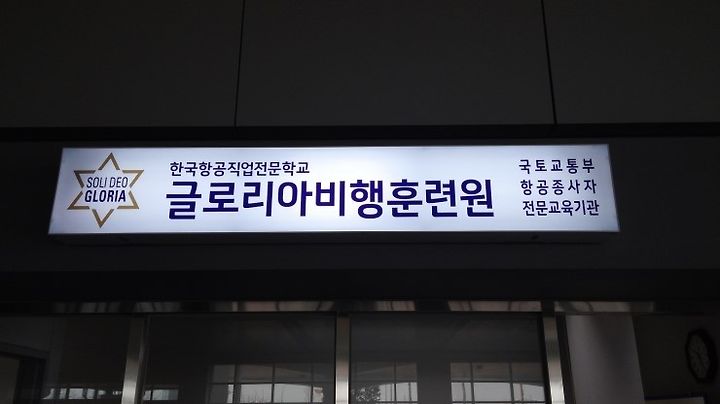 SOLI DEO
GLORIA
한국항공직업전문학교
글로리아비행훈련원
국토교통부
항공종사자
전문교육기관